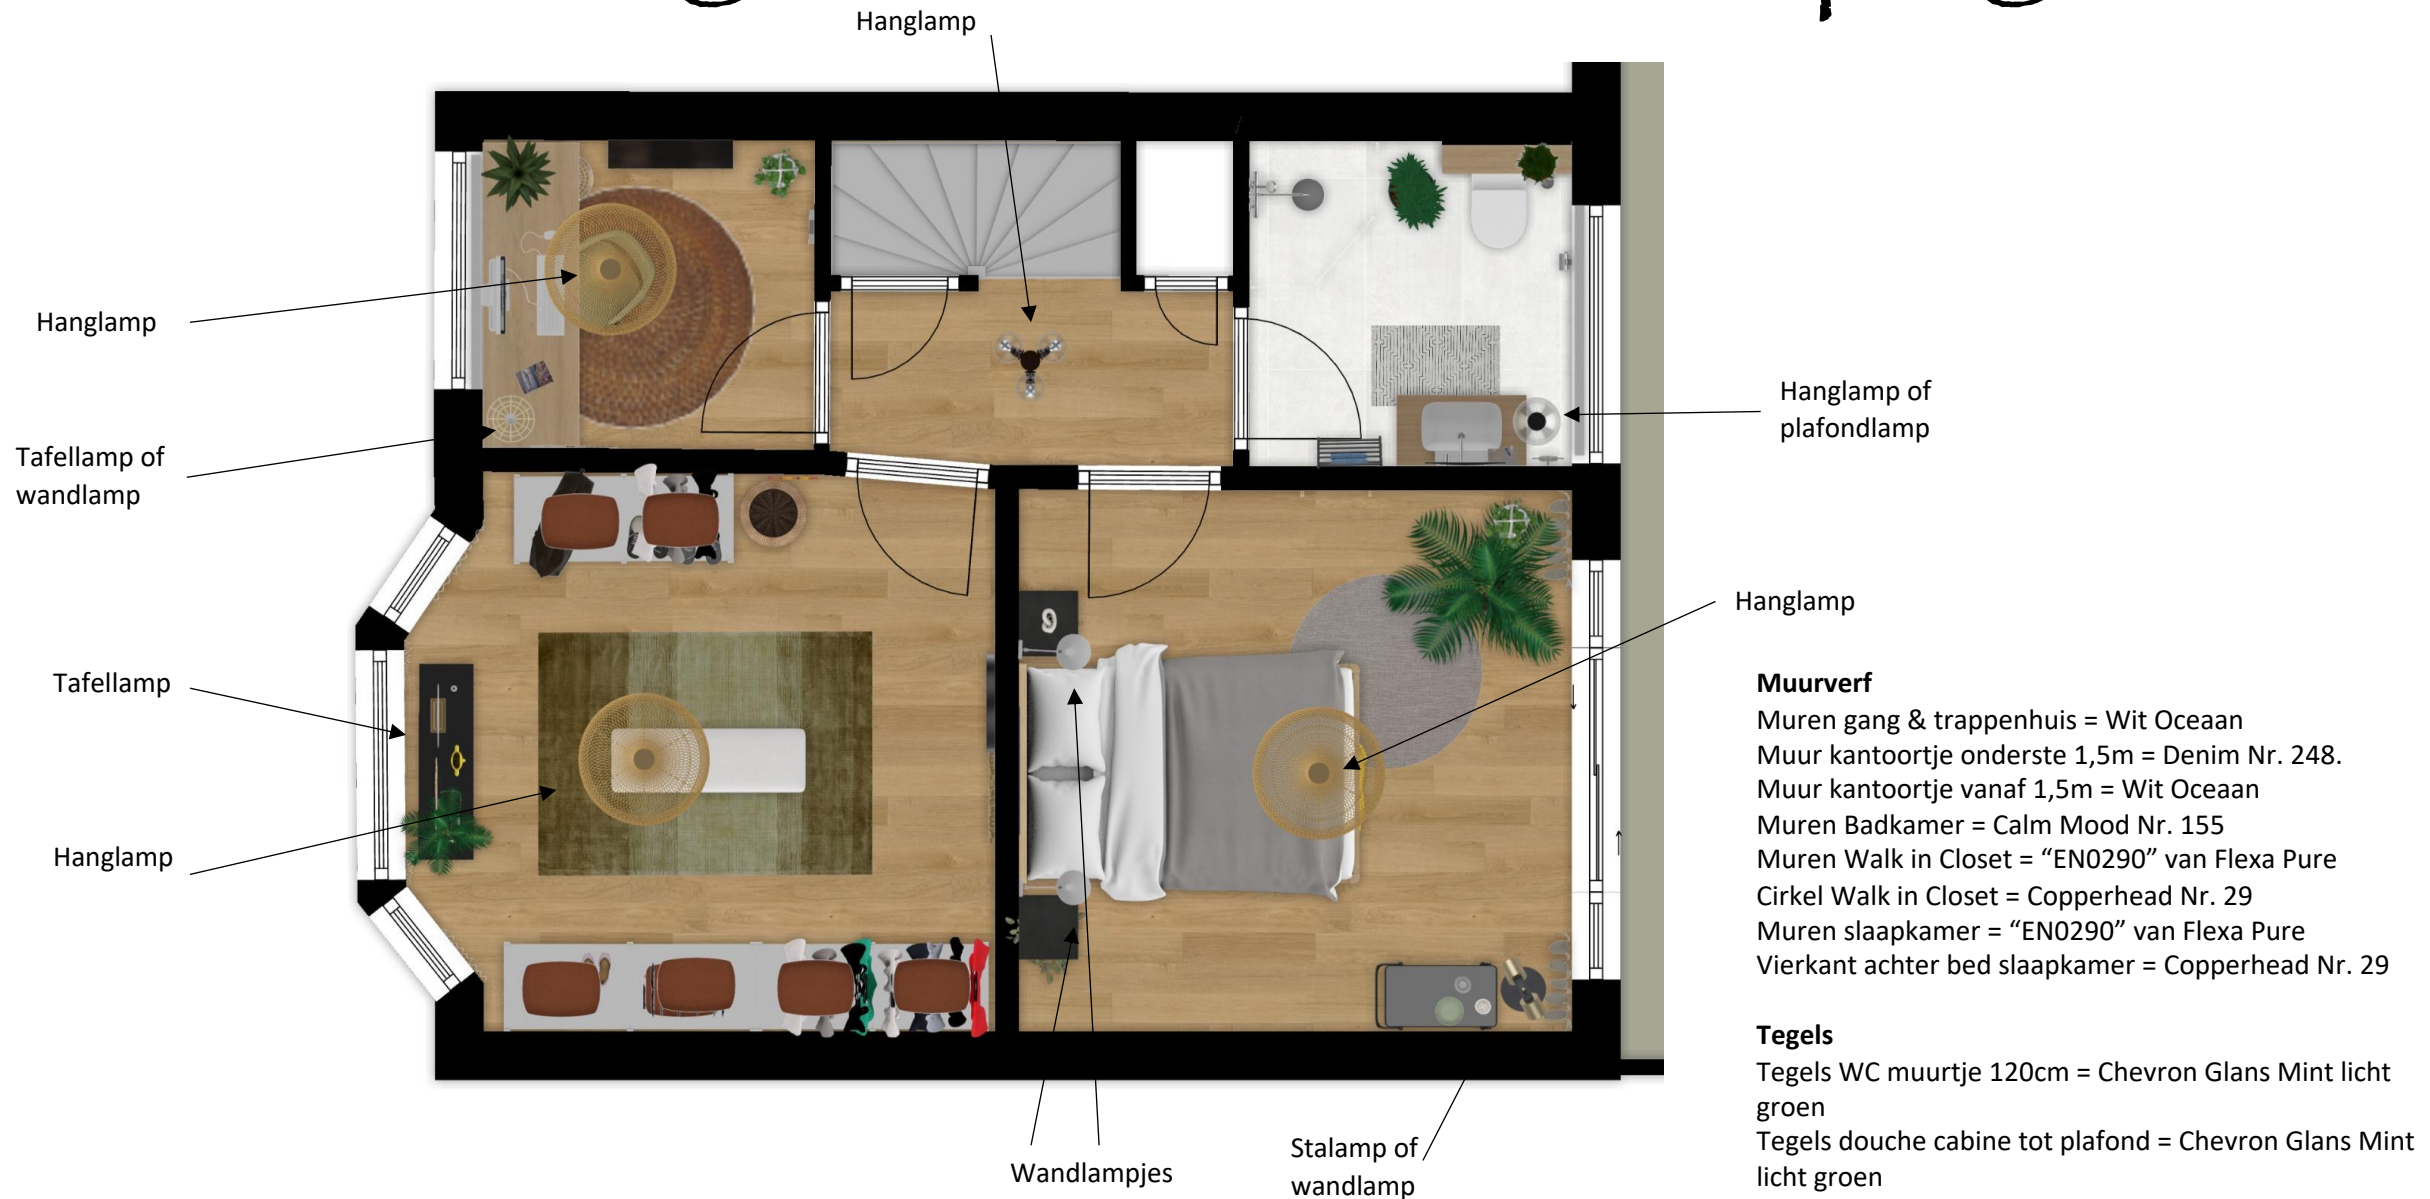 Hanglamp
Hanglamp
Tafellamp of
wandlamp
Tafellamp
Hanglamp
Hanglamp of
plafondlamp
Hanglamp
Wandlampjes
Stalamp of
wandlamp
Muurverf
Muren gang & trappenhuis = Wit Oceaan
Muur kantoortje onderste 1,5m = Denim Nr. 248.
Muur kantoortje vanaf 1,5m = Wit Oceaan
Muren Badkamer = Calm Mood Nr. 155
Muren Walk in Closet = “EN0290” van Flexa Pure
Cirkel Walk in Closet = Copperhead Nr. 29
Muren slaapkamer = “EN0290” van Flexa Pure
Vierkant achter bed slaapkamer = Copperhead Nr. 29
Tegels
Tegels WC muurtje 120cm = Chevron Glans Mint licht
groen
Tegels douche cabine tot plafond = Chevron Glans Mint
licht groen